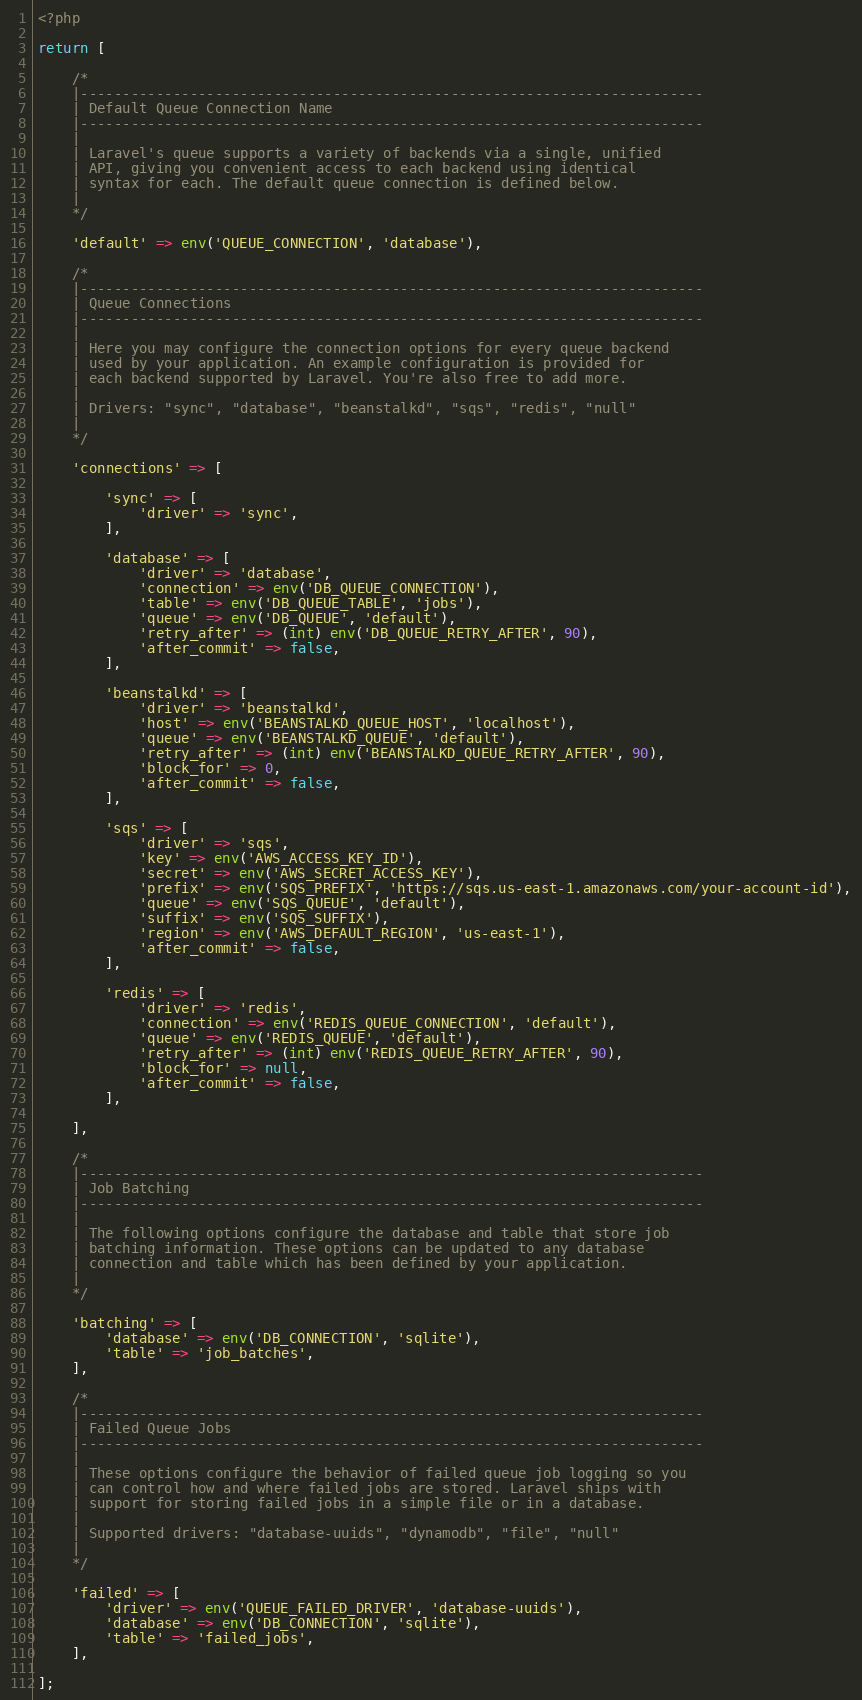 1 <?php
2
3 return [
4
5     /*
6     |--------------------------------------------------------------------------
7     | Default Queue Connection Name
8     |--------------------------------------------------------------------------
9     |
10     | Laravel's queue supports a variety of backends via a single, unified
11     | API, giving you convenient access to each backend using identical
12     | syntax for each. The default queue connection is defined below.
13     |
14     */
15
16     'default' => env('QUEUE_CONNECTION', 'database'),
17
18     /*
19     |--------------------------------------------------------------------------
20     | Queue Connections
21     |--------------------------------------------------------------------------
22     |
23     | Here you may configure the connection options for every queue backend
24     | used by your application. An example configuration is provided for
25     | each backend supported by Laravel. You're also free to add more.
26     |
27     | Drivers: "sync", "database", "beanstalkd", "sqs", "redis", "null"
28     |
29     */
30
31     'connections' => [
32
33         'sync' => [
34             'driver' => 'sync',
35         ],
36
37         'database' => [
38             'driver' => 'database',
39             'connection' => env('DB_QUEUE_CONNECTION'),
40             'table' => env('DB_QUEUE_TABLE', 'jobs'),
41             'queue' => env('DB_QUEUE', 'default'),
42             'retry_after' => (int) env('DB_QUEUE_RETRY_AFTER', 90),
43             'after_commit' => false,
44         ],
45
46         'beanstalkd' => [
47             'driver' => 'beanstalkd',
48             'host' => env('BEANSTALKD_QUEUE_HOST', 'localhost'),
49             'queue' => env('BEANSTALKD_QUEUE', 'default'),
50             'retry_after' => (int) env('BEANSTALKD_QUEUE_RETRY_AFTER', 90),
51             'block_for' => 0,
52             'after_commit' => false,
53         ],
54
55         'sqs' => [
56             'driver' => 'sqs',
57             'key' => env('AWS_ACCESS_KEY_ID'),
58             'secret' => env('AWS_SECRET_ACCESS_KEY'),
59             'prefix' => env('SQS_PREFIX', 'https://sqs.us-east-1.amazonaws.com/your-account-id'),
60             'queue' => env('SQS_QUEUE', 'default'),
61             'suffix' => env('SQS_SUFFIX'),
62             'region' => env('AWS_DEFAULT_REGION', 'us-east-1'),
63             'after_commit' => false,
64         ],
65
66         'redis' => [
67             'driver' => 'redis',
68             'connection' => env('REDIS_QUEUE_CONNECTION', 'default'),
69             'queue' => env('REDIS_QUEUE', 'default'),
70             'retry_after' => (int) env('REDIS_QUEUE_RETRY_AFTER', 90),
71             'block_for' => null,
72             'after_commit' => false,
73         ],
74
75     ],
76
77     /*
78     |--------------------------------------------------------------------------
79     | Job Batching
80     |--------------------------------------------------------------------------
81     |
82     | The following options configure the database and table that store job
83     | batching information. These options can be updated to any database
84     | connection and table which has been defined by your application.
85     |
86     */
87
88     'batching' => [
89         'database' => env('DB_CONNECTION', 'sqlite'),
90         'table' => 'job_batches',
91     ],
92
93     /*
94     |--------------------------------------------------------------------------
95     | Failed Queue Jobs
96     |--------------------------------------------------------------------------
97     |
98     | These options configure the behavior of failed queue job logging so you
99     | can control how and where failed jobs are stored. Laravel ships with
100     | support for storing failed jobs in a simple file or in a database.
101     |
102     | Supported drivers: "database-uuids", "dynamodb", "file", "null"
103     |
104     */
105
106     'failed' => [
107         'driver' => env('QUEUE_FAILED_DRIVER', 'database-uuids'),
108         'database' => env('DB_CONNECTION', 'sqlite'),
109         'table' => 'failed_jobs',
110     ],
111
112 ];